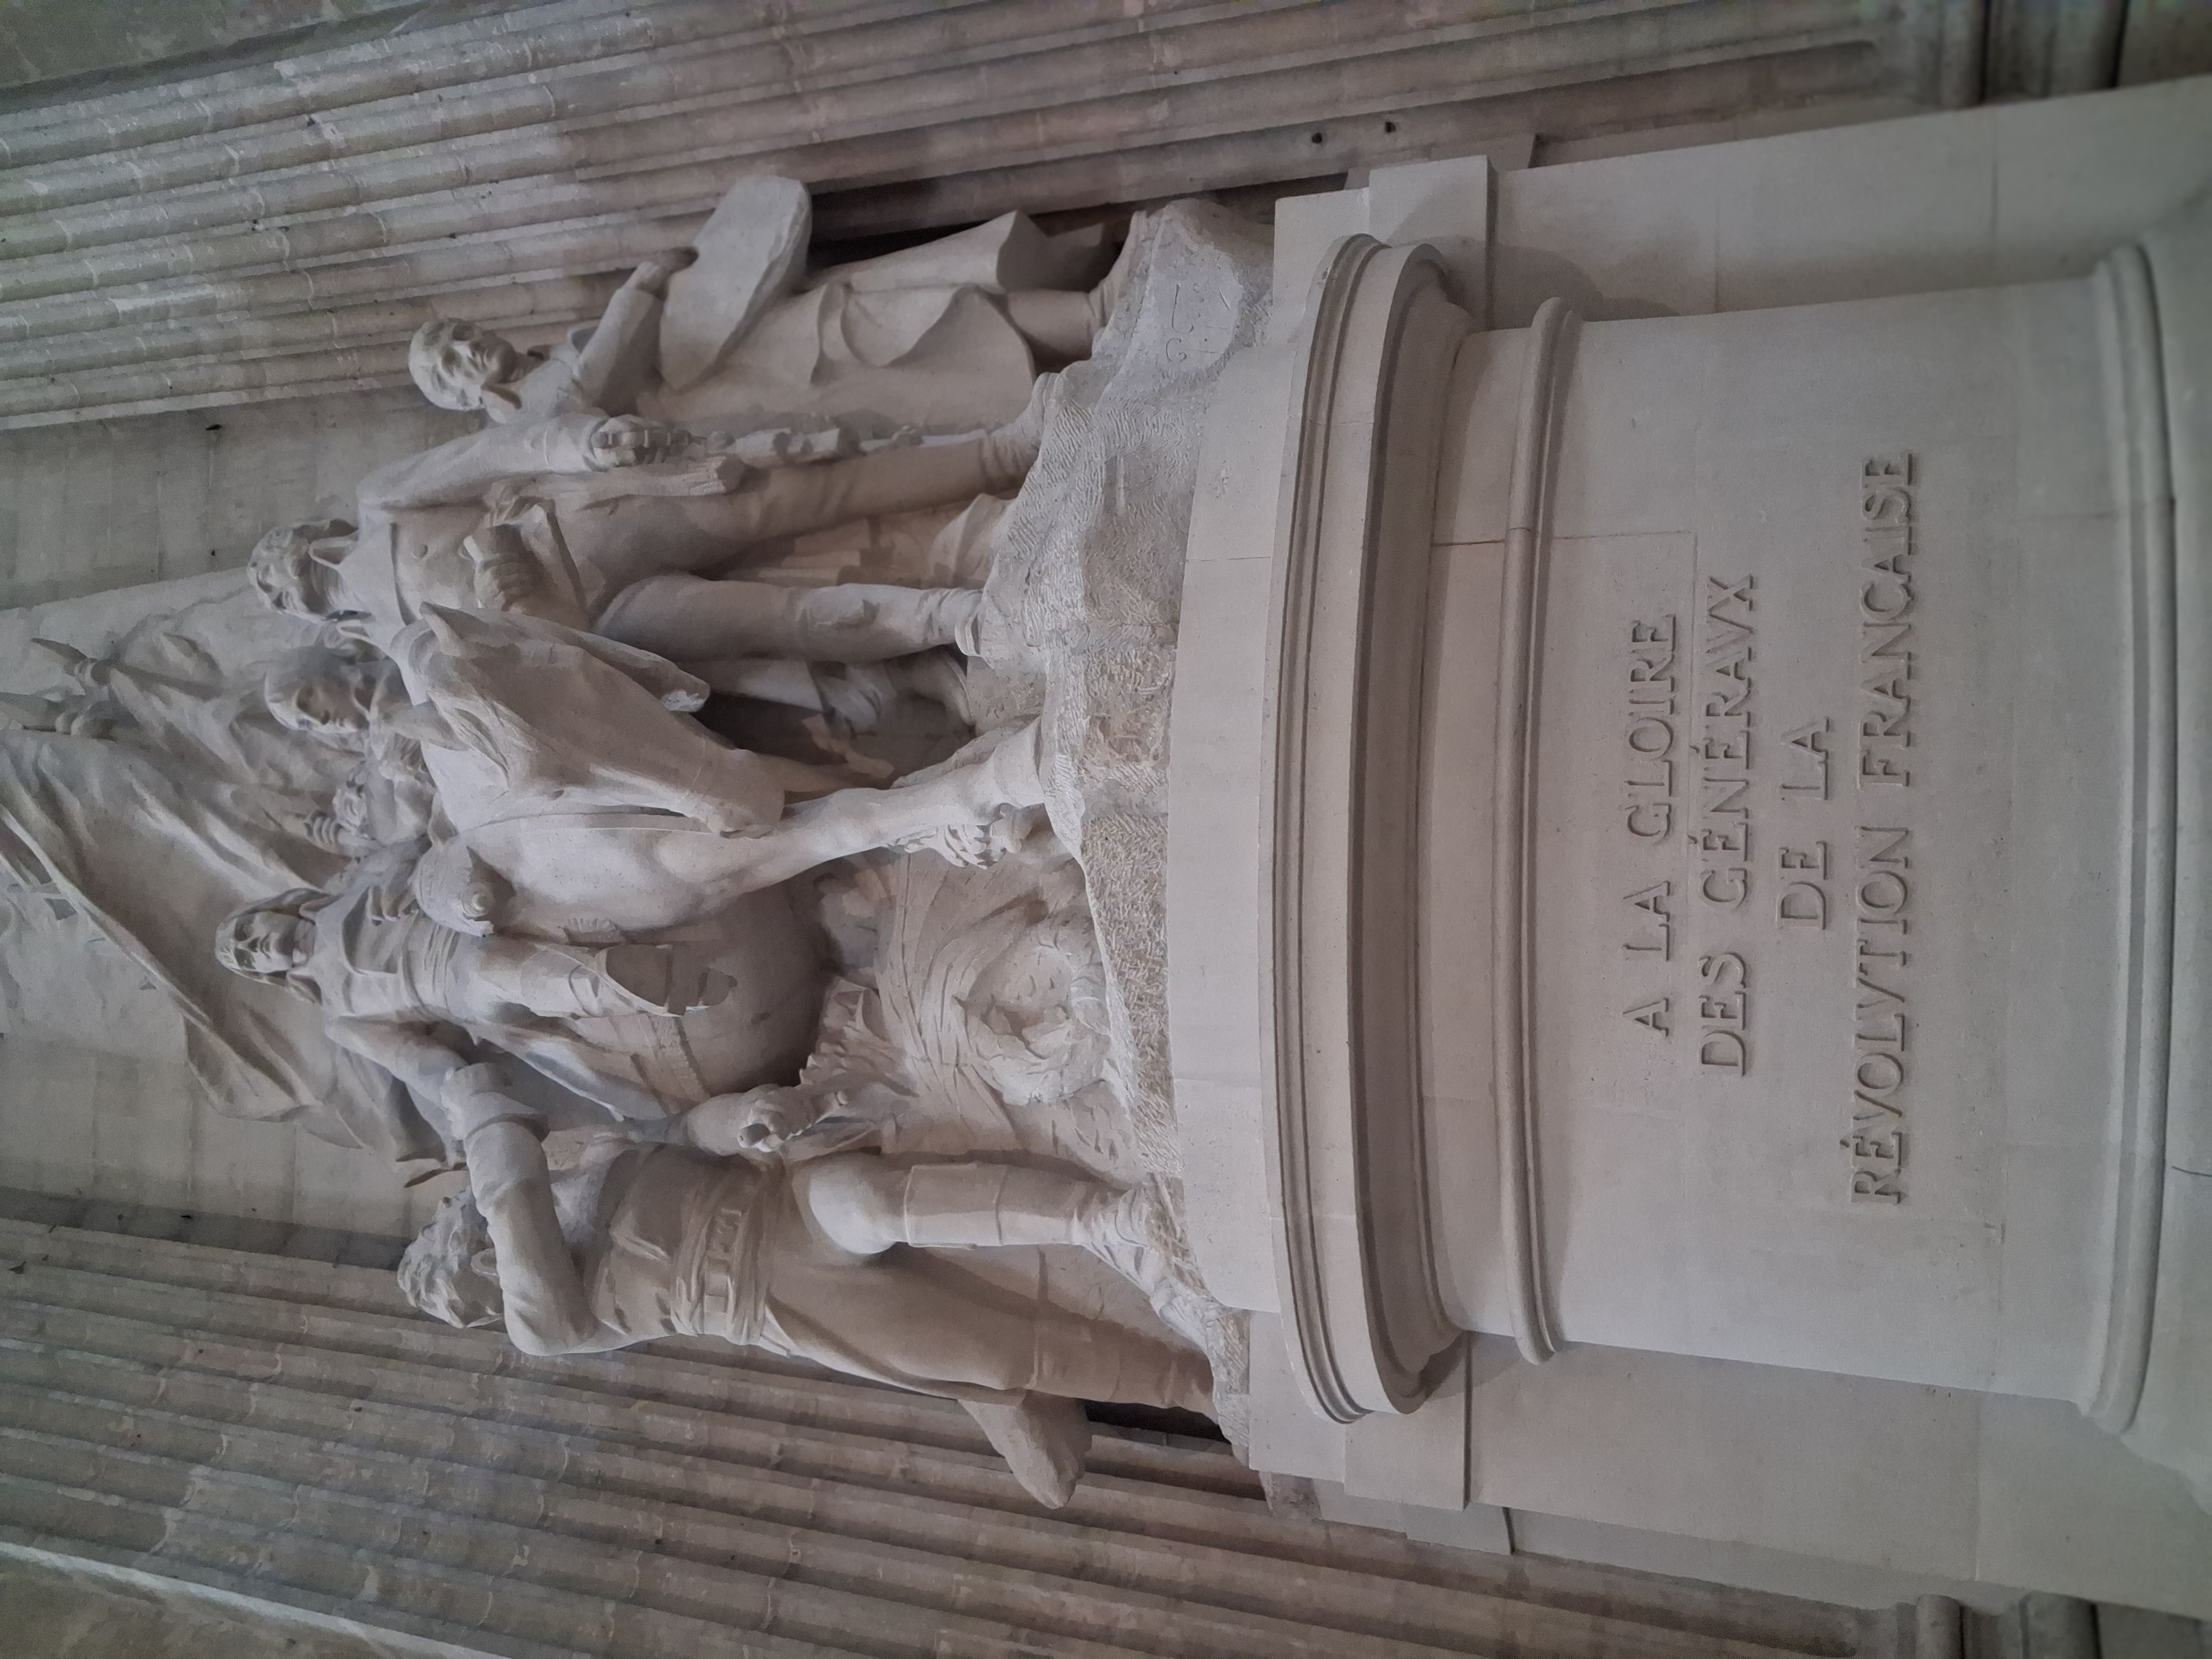 A LA GLOIRE
DES GÉNÉRAVX
DE LA
RÉVOLVTION FRANCAISE